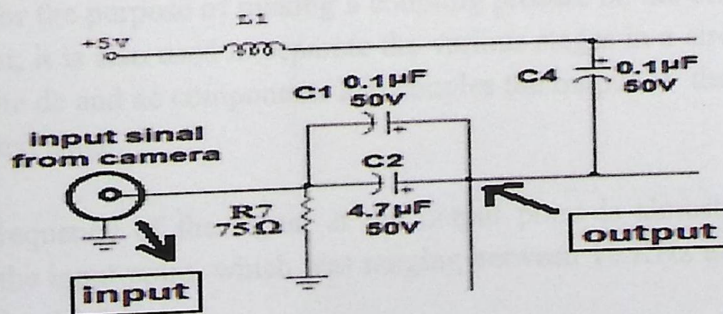 L1
+5V
C1
0.1µF
50V
C4
0.1µF
50V
input sinal
from camera
C2
R7
75Ω
4.7µF
50V
output
input